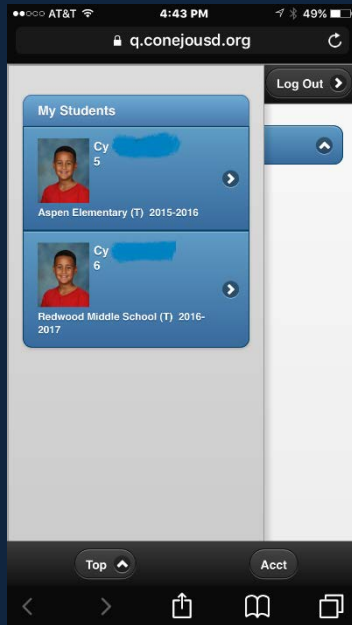 AT&T 4:43 PM 49%
q.conejousd.org
Log Out
My Students
Cy
5
Aspen Elementary (T) 2015-2016
Cy
6
Redwood Middle School (T) 2016-
2017
Top Acct